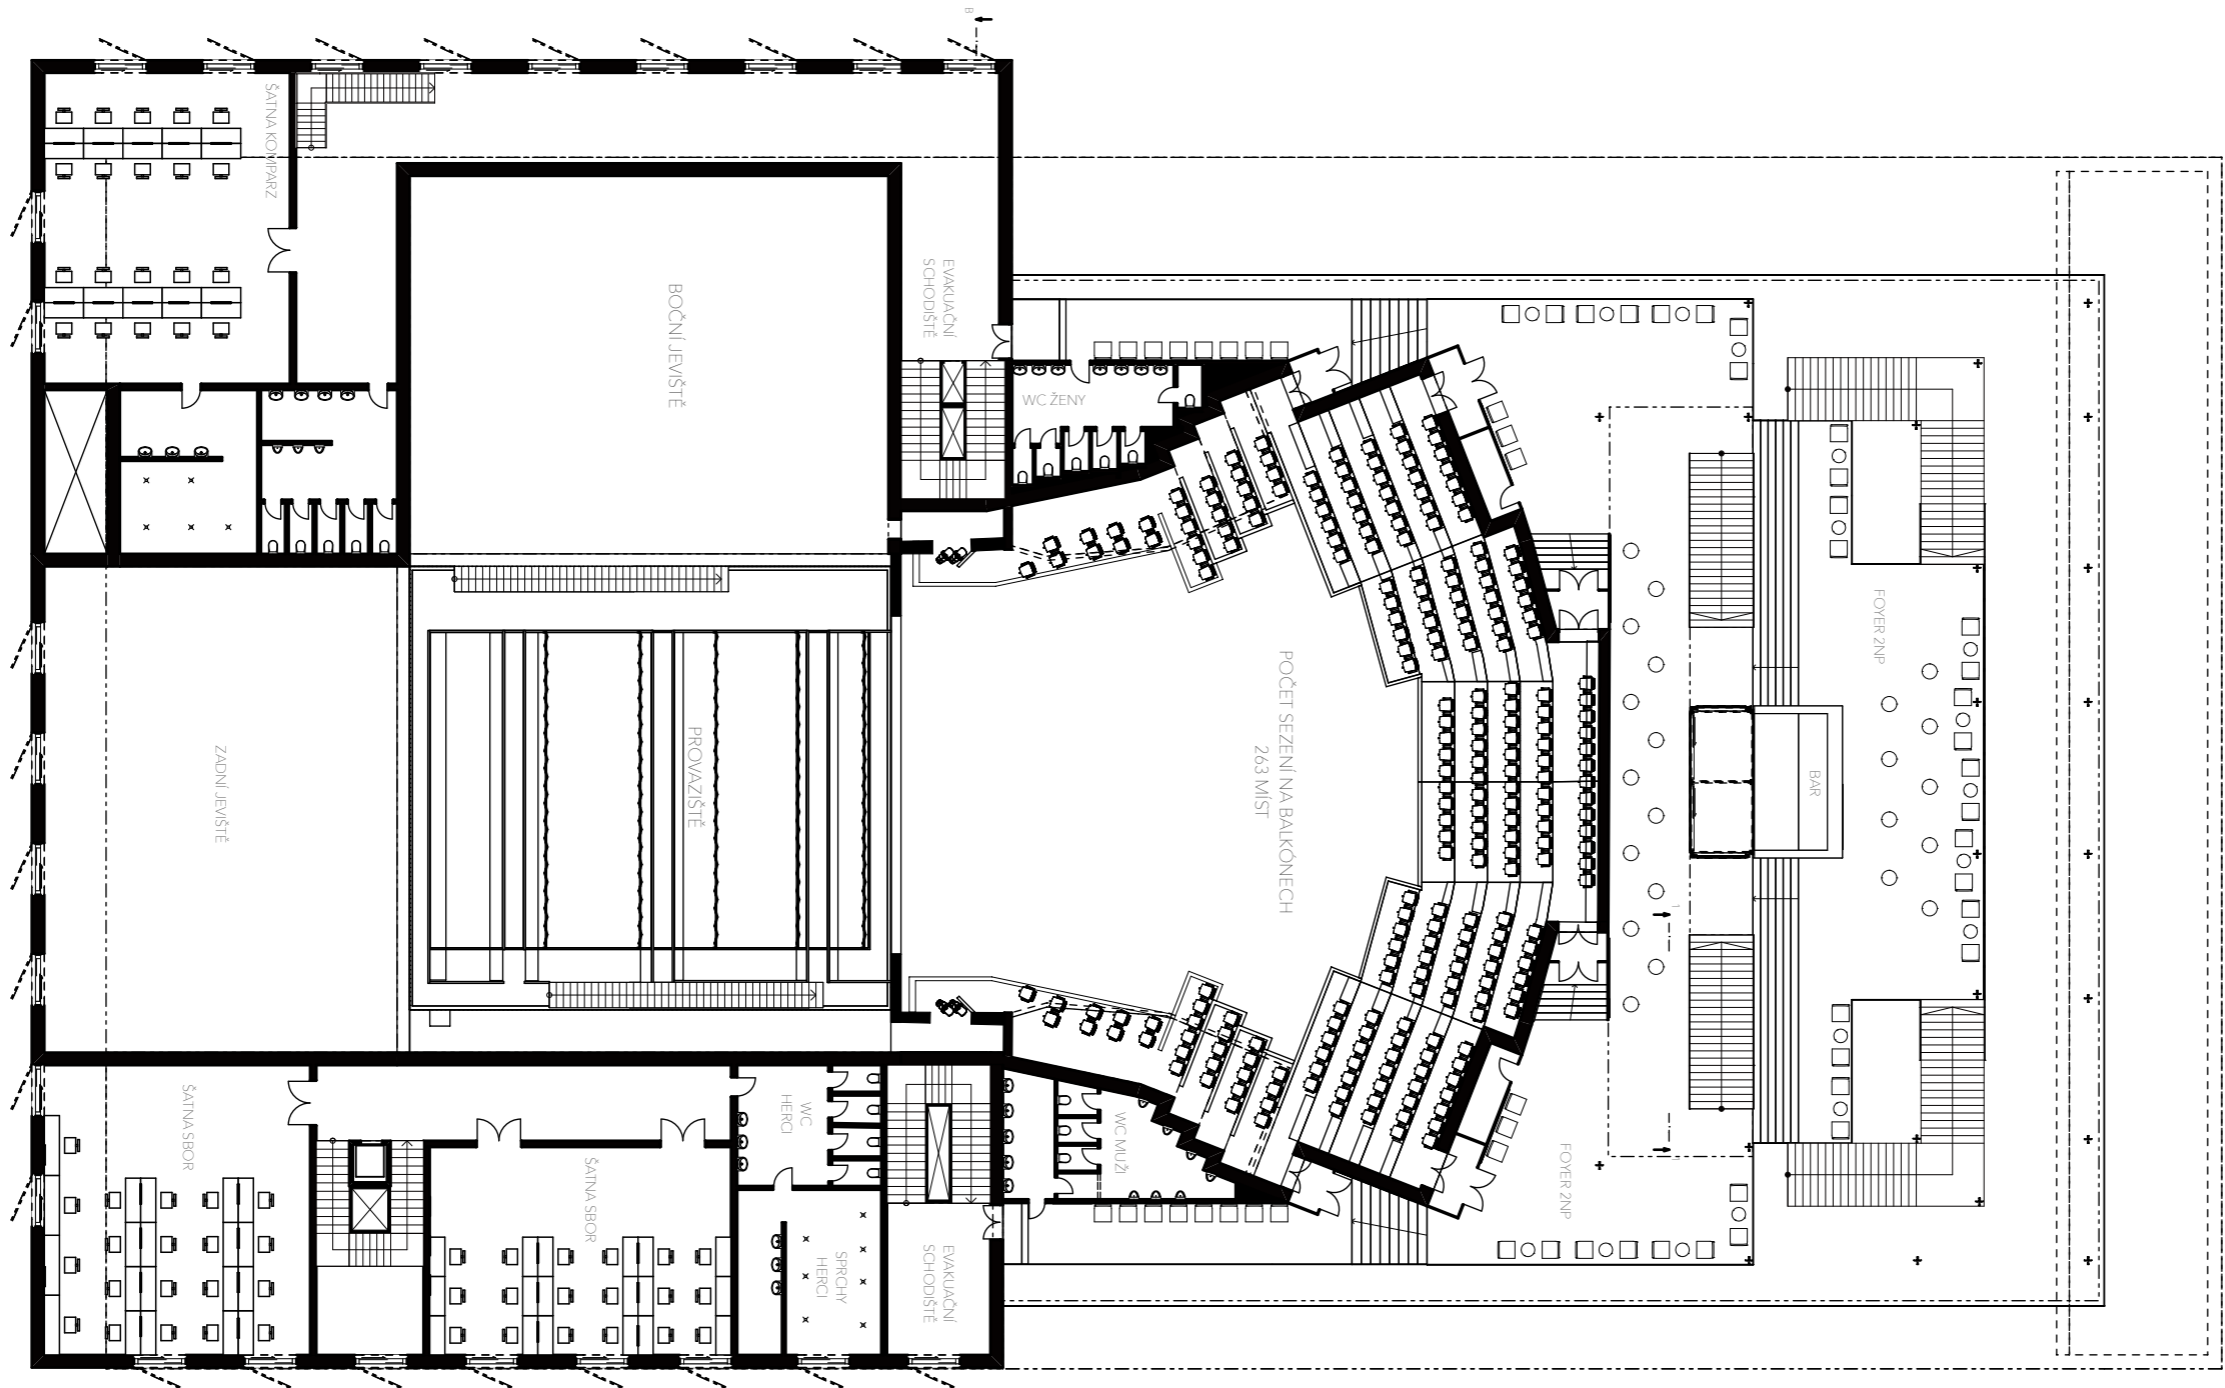 B
ŠATNA KOMPARZ
EVAKUAČNÍ
SCHODIŠTĚ
BOČNÍ JEVIŠTĚ
WC ŽENY
FOYER 2NP
POČET SEZENÍ NA BALKÓNECH
263 MÍST
PROVAZIŠTĚ
ZADNÍ JEVIŠTĚ
BAR
ŠATNA SBOR
WC
HERCI
WC MUŽI
ŠATNA SBOR
FOYER 2NP
SPRCHY
HERCI
EVAKUAČNÍ
SCHODIŠTĚ